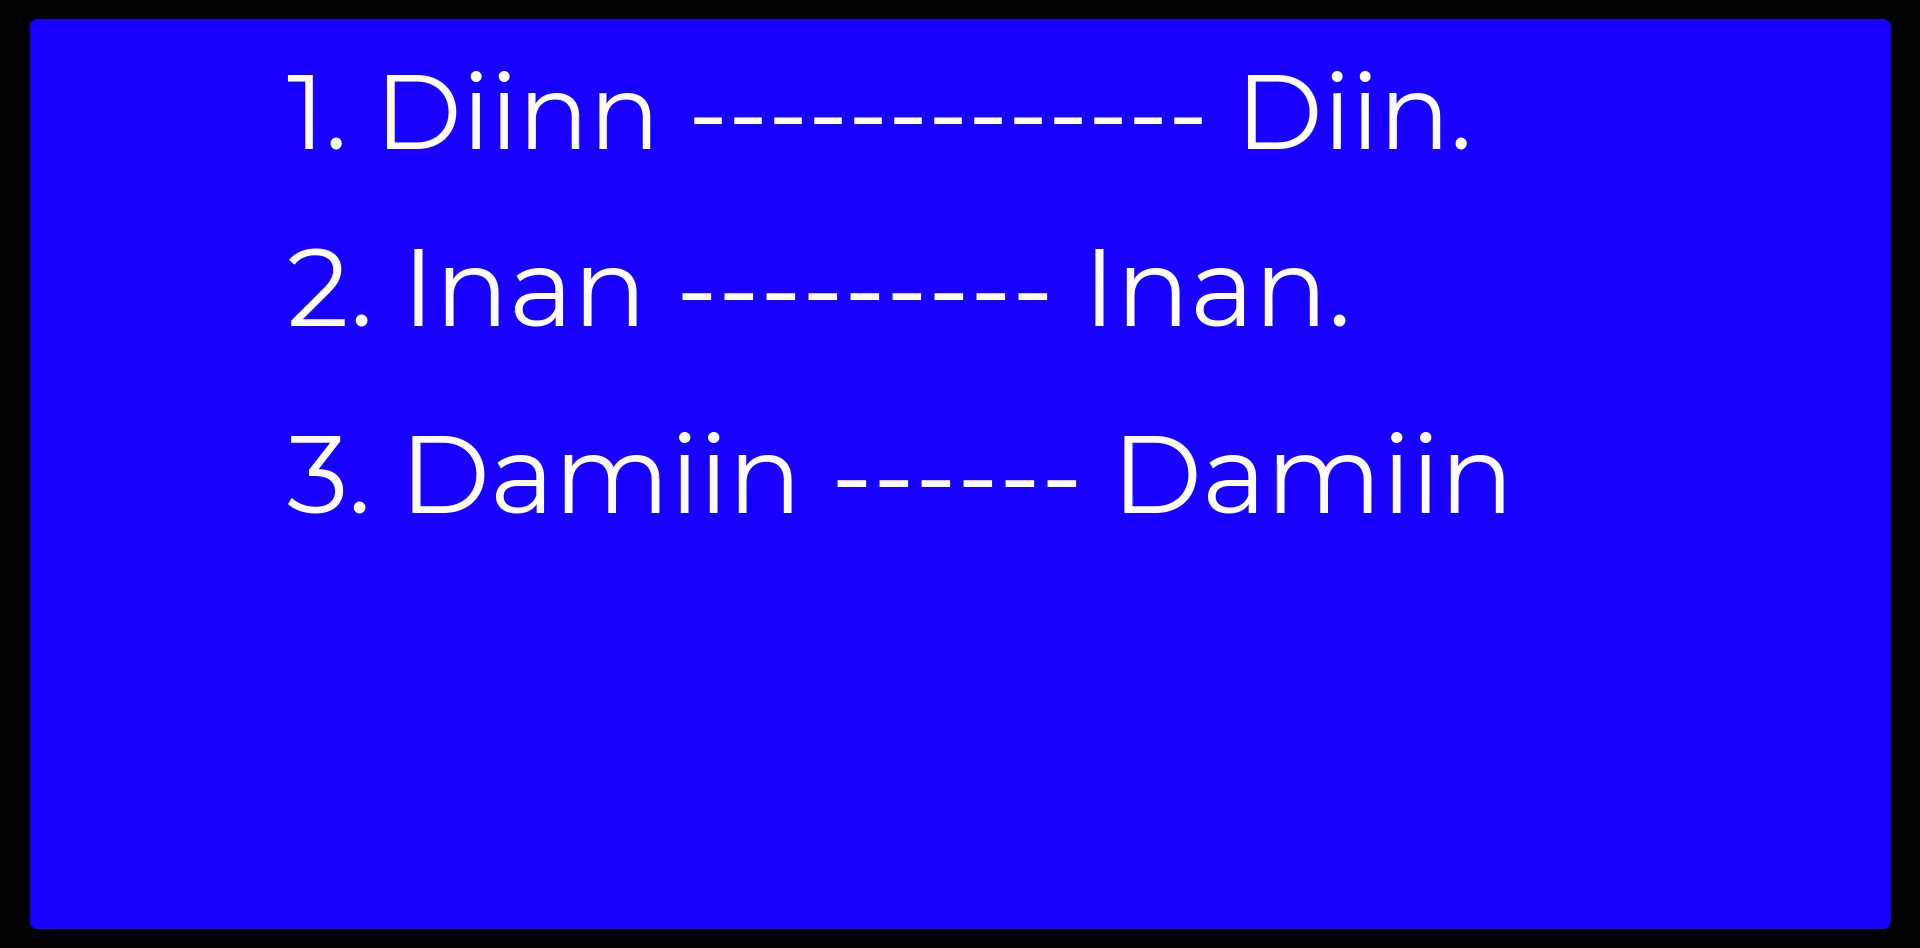 1. Diinn ------------- Diin.
2. Inan --------- Inan.
3. Damiin ------ Damiin